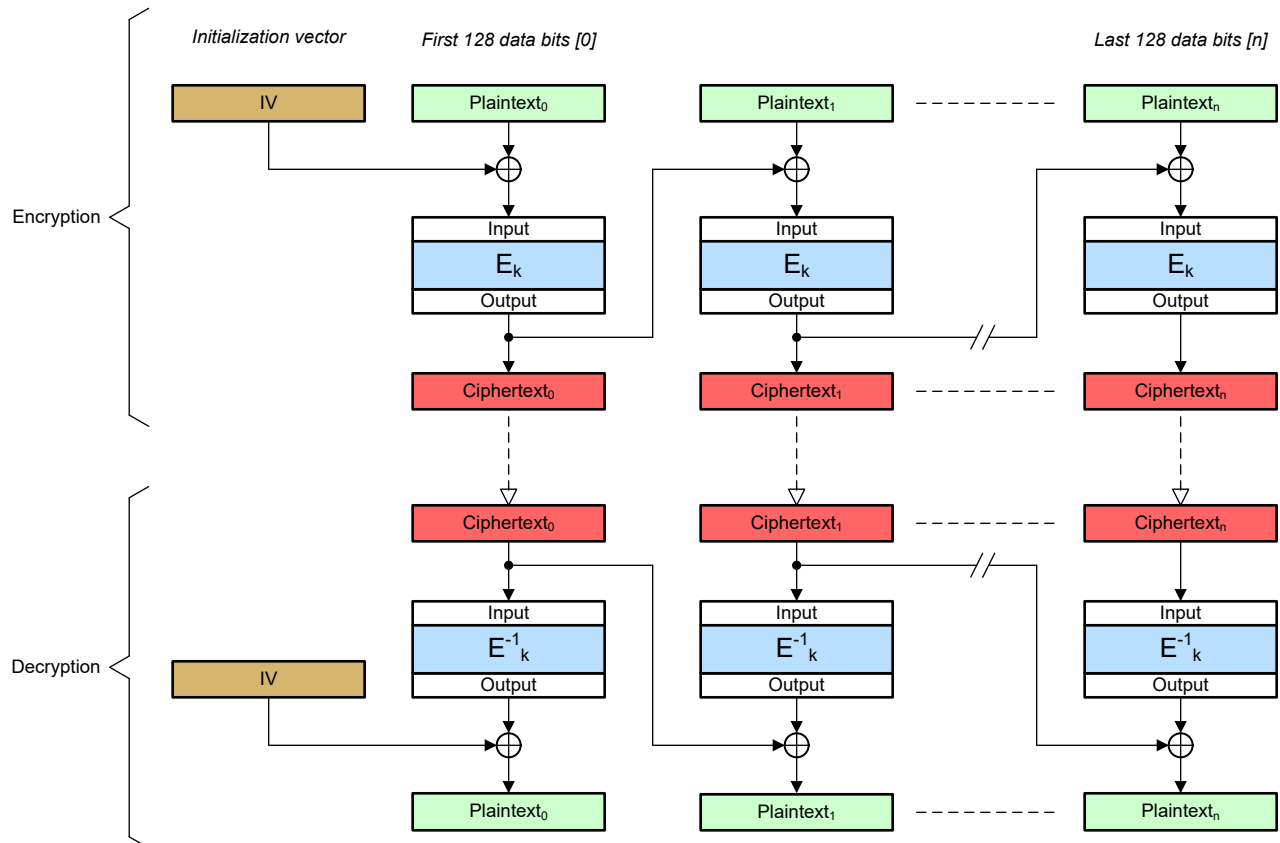 Initialization vector
First 128 data bits [0]
Last 128 data bits [n]
IV
Plaintext₀
Plaintext₁
Plaintextₙ
Encryption
Input
Input
Input
Eₖ
Eₖ
Eₖ
Output
Output
Output
Ciphertext₀
Ciphertext₁
Ciphertextₙ
Ciphertext₀
Ciphertext₁
Ciphertextₙ
Decryption
Input
Input
Input
E⁻¹ₖ
E⁻¹ₖ
E⁻¹ₖ
IV
Output
Output
Output
Plaintext₀
Plaintext₁
Plaintextₙ